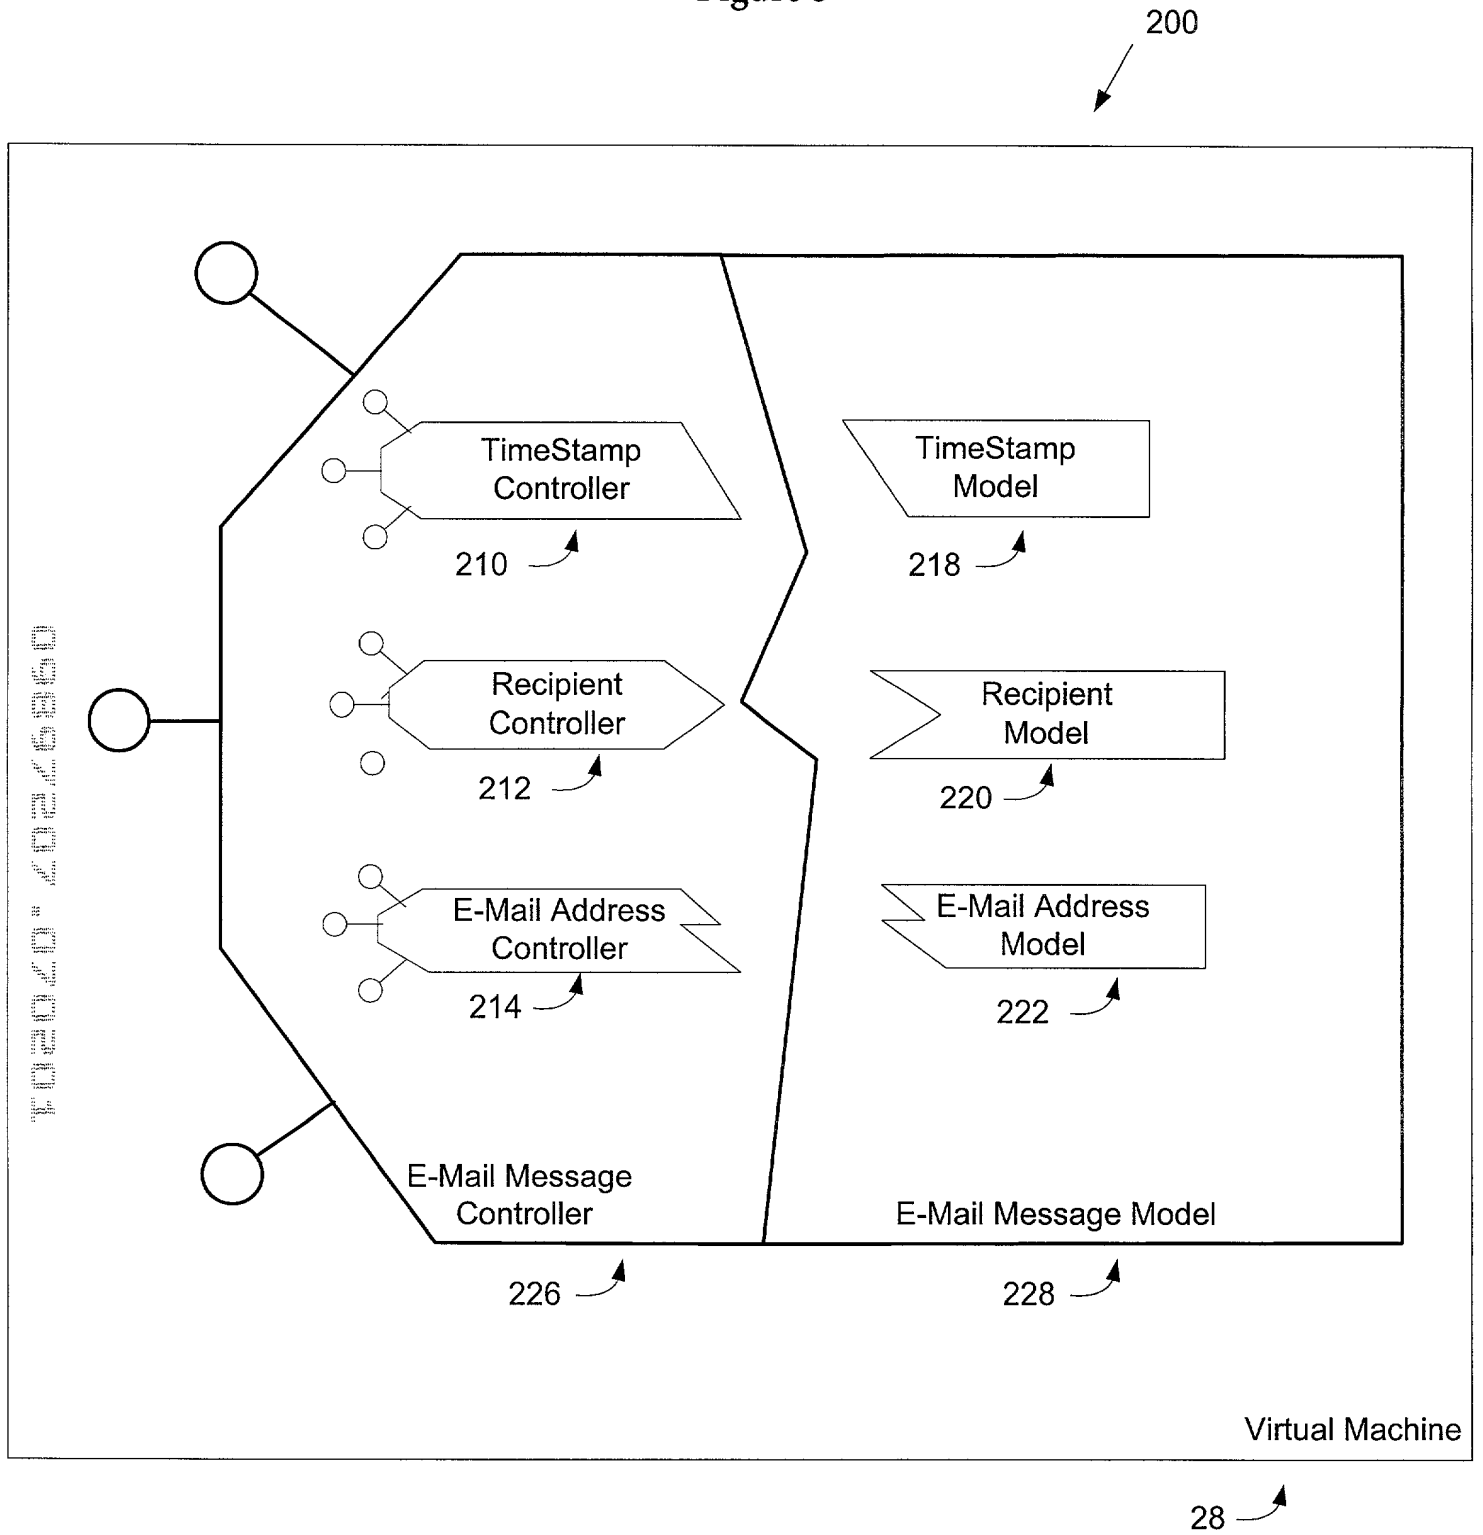 200
TimeStamp
Controller
210
TimeStamp
Model
218
Recipient
Controller
212
Recipient
Model
220
E-Mail Address
Controller
214
E-Mail Address
Model
222
E-Mail Message
Controller
226
E-Mail Message Model
228
Virtual Machine
28